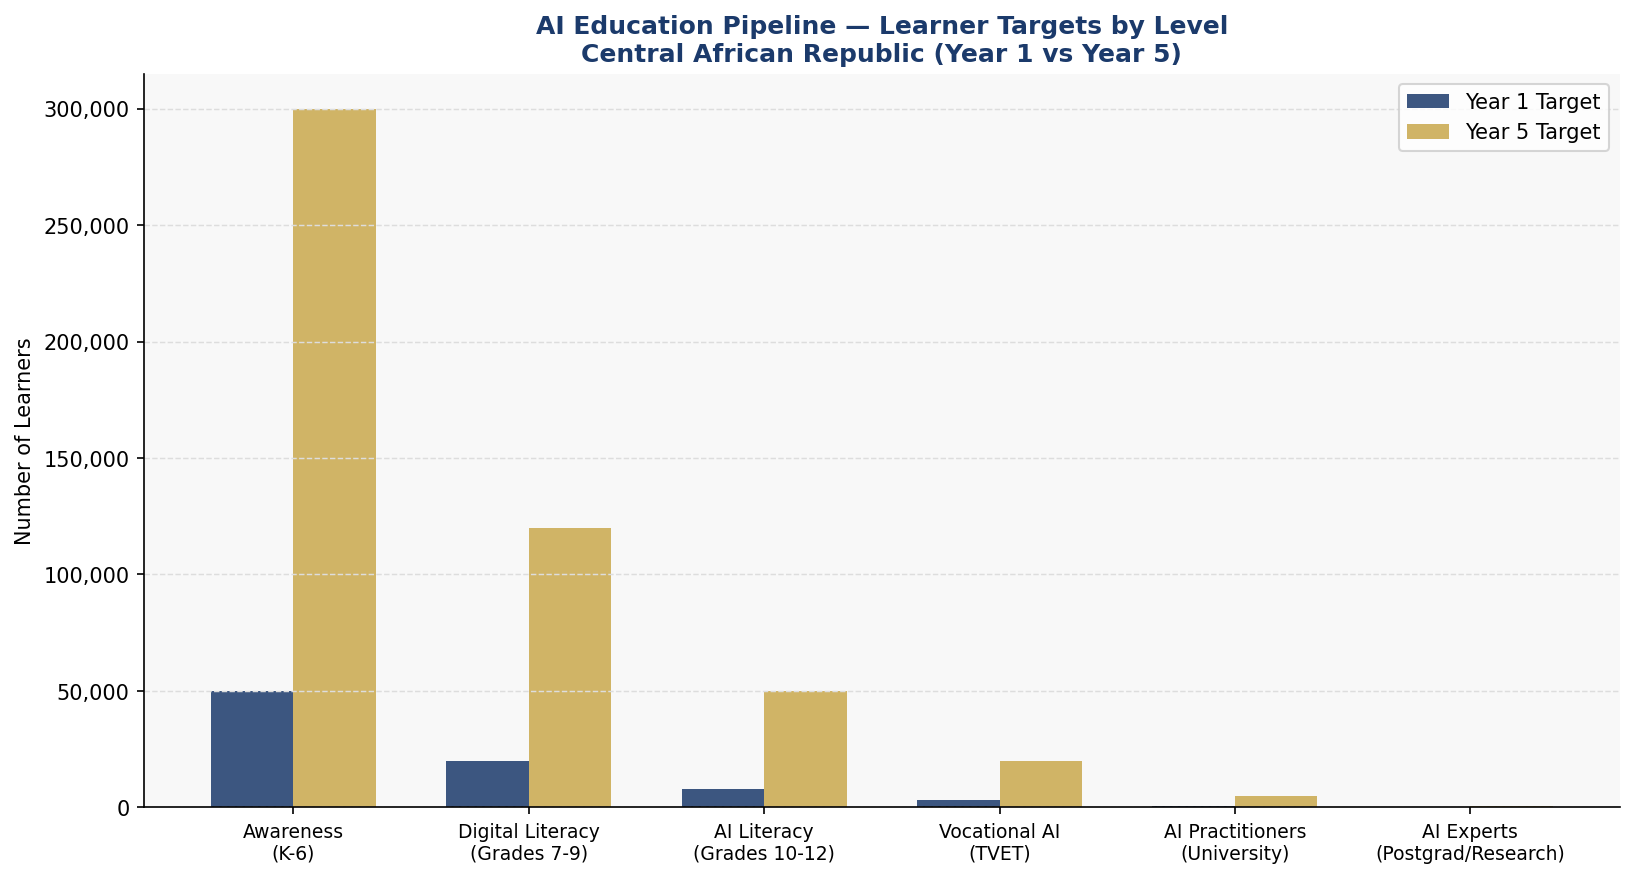 AI Education Pipeline — Learner Targets by Level
Central African Republic (Year 1 vs Year 5)
Year 1 Target
Year 5 Target
Number of Learners
300,000
250,000
200,000
150,000
100,000
50,000
0
Awareness
(K-6)
Digital Literacy
(Grades 7-9)
AI Literacy
(Grades 10-12)
Vocational AI
(TVET)
AI Practitioners
(University)
AI Experts
(Postgrad/Research)